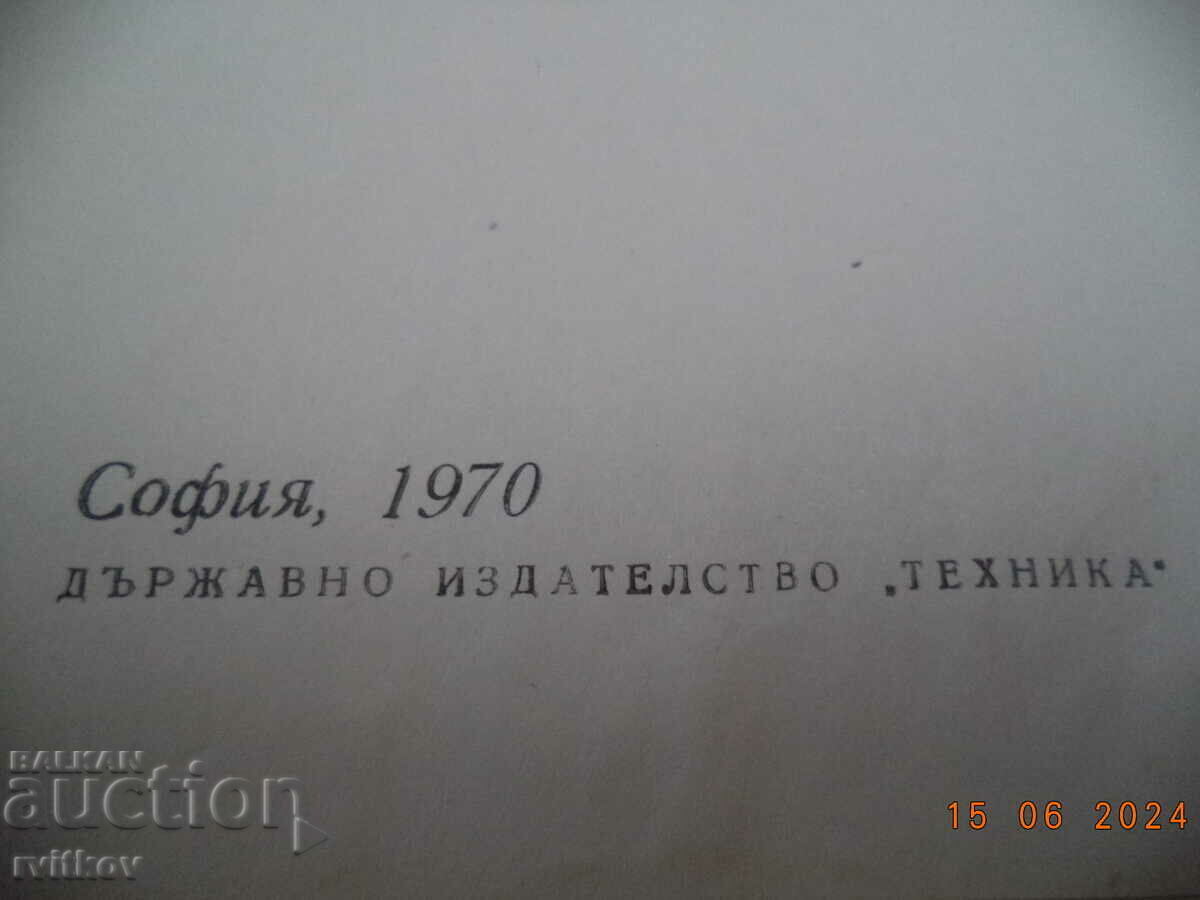 София, 1970
ДЪРЖАВНО ИЗДАТЕЛСТВО „ТЕХНИКА“
BALKAN
auction
rvitkov
15 06 2024